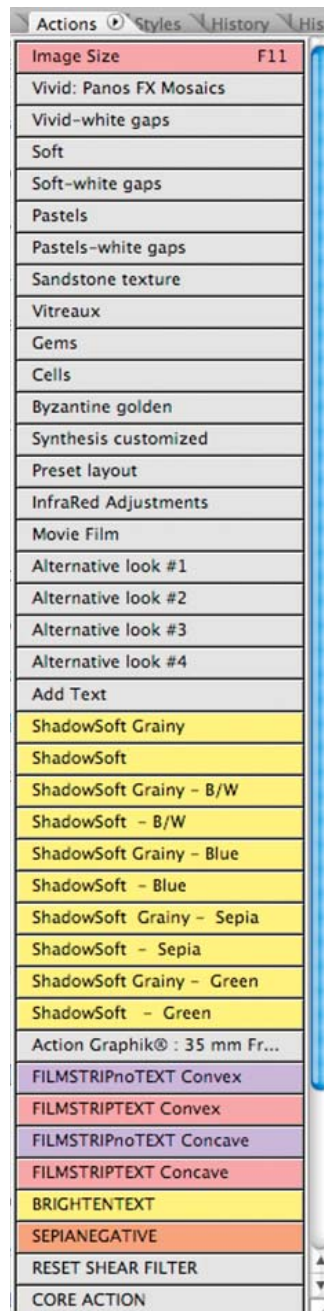 Actions Styles History His
Image Size F11
Vivid: Panos FX Mosaics
Vivid-white gaps
Soft
Soft-white gaps
Pastels
Pastels-white gaps
Sandstone texture
Vitreaux
Gems
Cells
Byzantine golden
Synthesis customized
Preset layout
InfraRed Adjustments
Movie Film
Alternative look #1
Alternative look #2
Alternative look #3
Alternative look #4
Add Text
ShadowSoft Grainy
ShadowSoft
ShadowSoft Grainy - B/W
ShadowSoft - B/W
ShadowSoft Grainy - Blue
ShadowSoft - Blue
ShadowSoft Grainy - Sepia
ShadowSoft - Sepia
ShadowSoft Grainy - Green
ShadowSoft - Green
Action Graphik® : 35 mm Fr...
FILMSTRIPnoTEXT Convex
FILMSTRIPTEXT Convex
FILMSTRIPnoTEXT Concave
FILMSTRIPTEXT Concave
BRIGHTENTEXT
SEPIANEGATIVE
RESET SHEAR FILTER
CORE ACTION